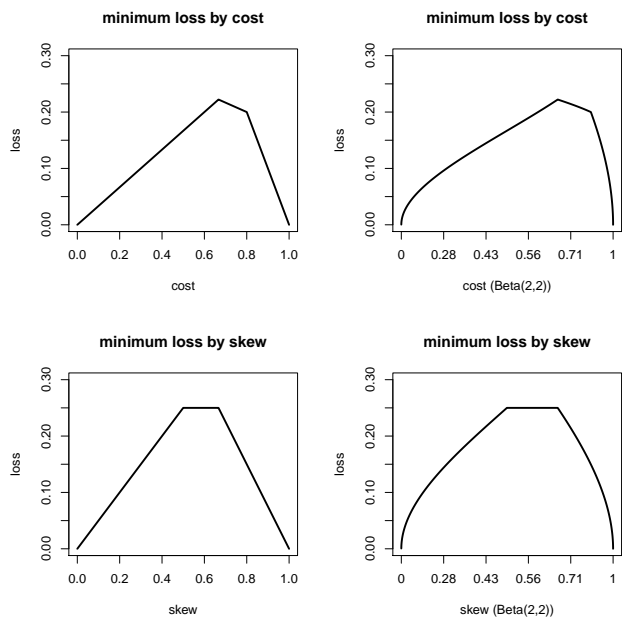 minimum loss by cost
loss
0.00 0.10 0.20 0.30
0.0 0.2 0.4 0.6 0.8 1.0
cost
minimum loss by cost
loss
0.00 0.10 0.20 0.30
0 0.28 0.43 0.56 0.71 1
cost (Beta(2,2))
minimum loss by skew
loss
0.00 0.10 0.20 0.30
0.0 0.2 0.4 0.6 0.8 1.0
skew
minimum loss by skew
loss
0.00 0.10 0.20 0.30
0 0.28 0.43 0.56 0.71 1
skew (Beta(2,2))